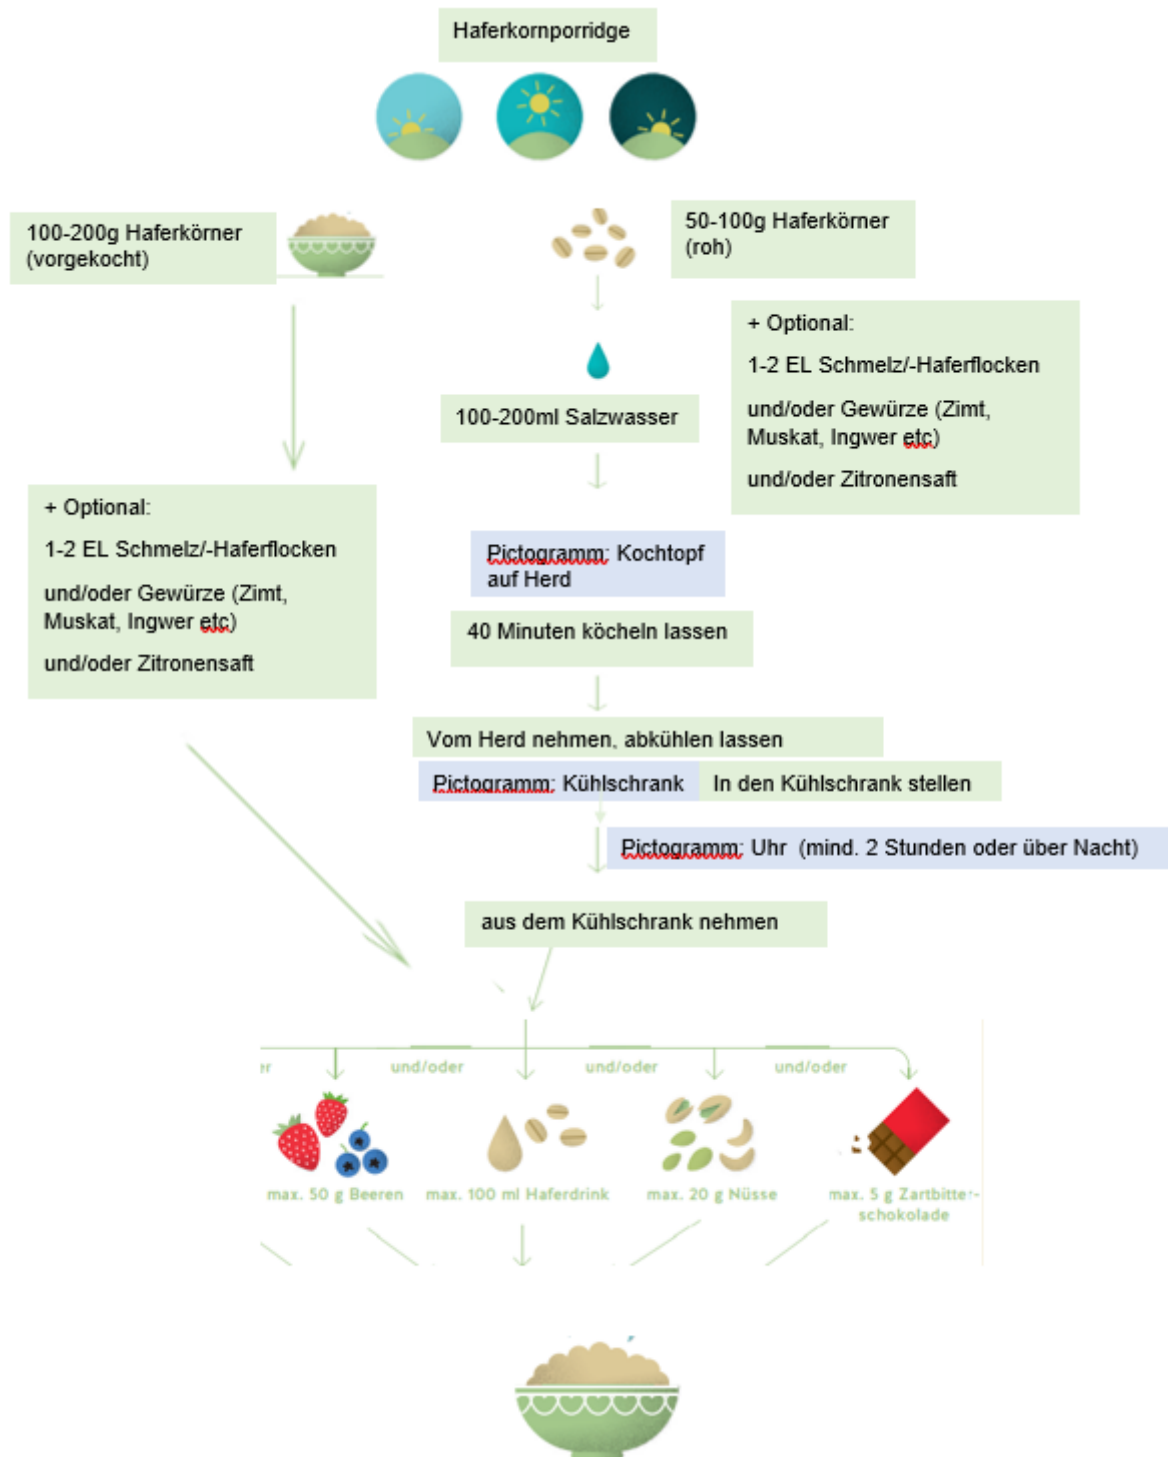 Haferkornporridge
100-200g Haferkörner
(vorgekocht)
50-100g Haferkörner
(roh)
+ Optional:
1-2 EL Schmelz/-Haferflocken
und/oder Gewürze (Zimt,
Muskat, Ingwer etc)
und/oder Zitronensaft
100-200ml Salzwasser
+ Optional:
1-2 EL Schmelz/-Haferflocken
und/oder Gewürze (Zimt,
Muskat, Ingwer etc)
und/oder Zitronensaft
Pictogramm: Kochtopf
auf Herd
40 Minuten köcheln lassen
Vom Herd nehmen, abkühlen lassen
Pictogramm: Kühlschrank
In den Kühlschrank stellen
Pictogramm: Uhr (mind. 2 Stunden oder über Nacht)
aus dem Kühlschrank nehmen
und/oder
und/oder
und/oder
max. 50 g Beeren
max. 100 ml Haferdrink
max. 20 g Nüsse
max. 5 g Zartbitter-
schokolade